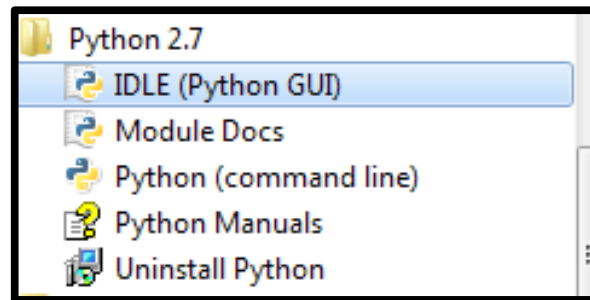 Python 2.7
IDLE (Python GUI)
Module Docs
Python (command line)
Python Manuals
Uninstall Python